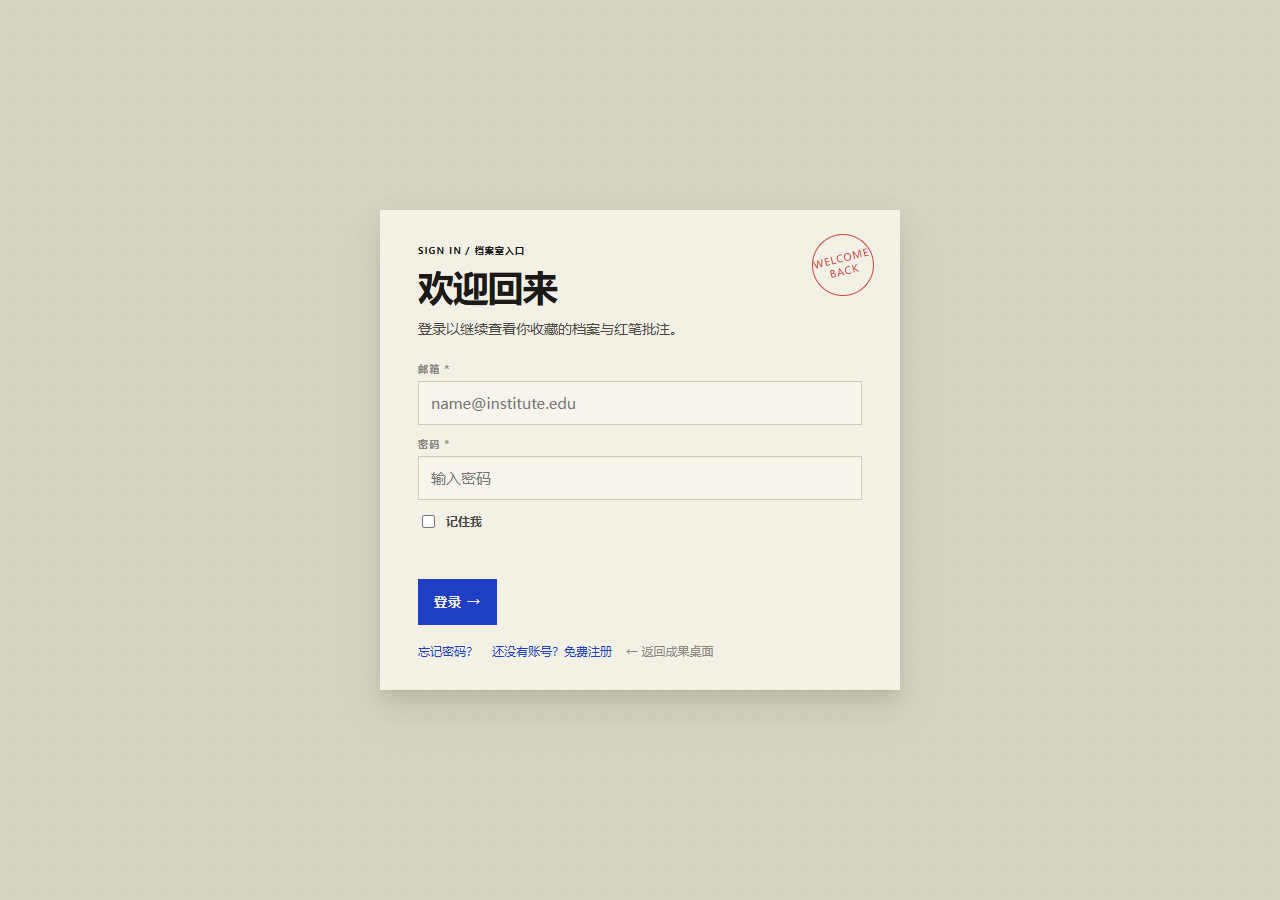 SIGN IN / 档案室入口
WELCOME
BACK
欢迎回来
登录以继续查看你收藏的档案与红笔批注。
邮箱 *
name@institute.edu
密码 *
输入密码
记住我
登录 →
忘记密码? 还没有账号? 免费注册 ← 返回成果桌面